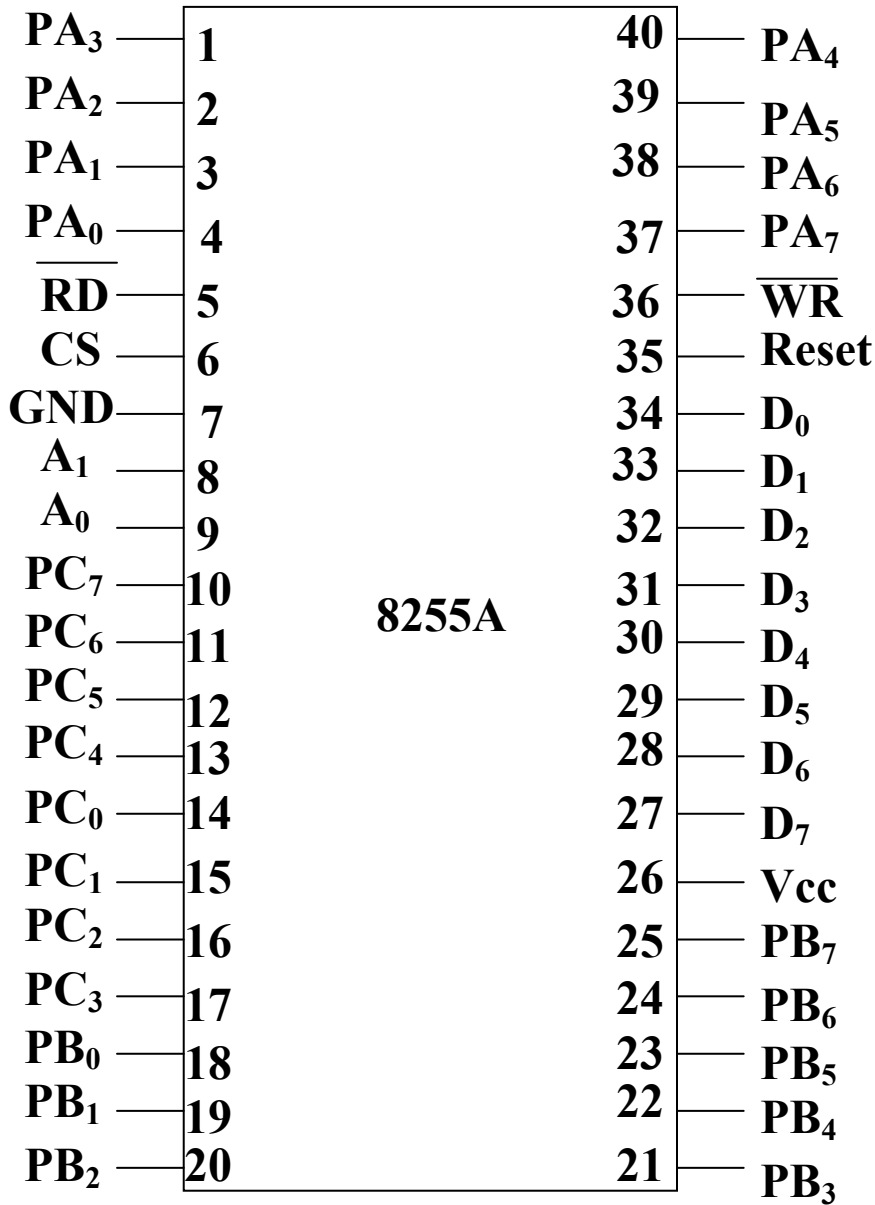 PA₃ 1 40 PA₄
PA₂ 2 39 PA₅
PA₁ 3 38 PA₆
PA₀ 4 37 PA₇
R̅D̅ 5 36 W̅R̅
CS 6 35 Reset
GND 7 34 D₀
A₁ 8 33 D₁
A₀ 9 32 D₂
PC₇ 10 31 D₃
8255A
PC₆ 11 30 D₄
PC₅ 12 29 D₅
PC₄ 13 28 D₆
PC₀ 14 27 D₇
PC₁ 15 26 Vcc
PC₂ 16 25 PB₇
PC₃ 17 24 PB₆
PB₀ 18 23 PB₅
PB₁ 19 22 PB₄
PB₂ 20 21 PB₃